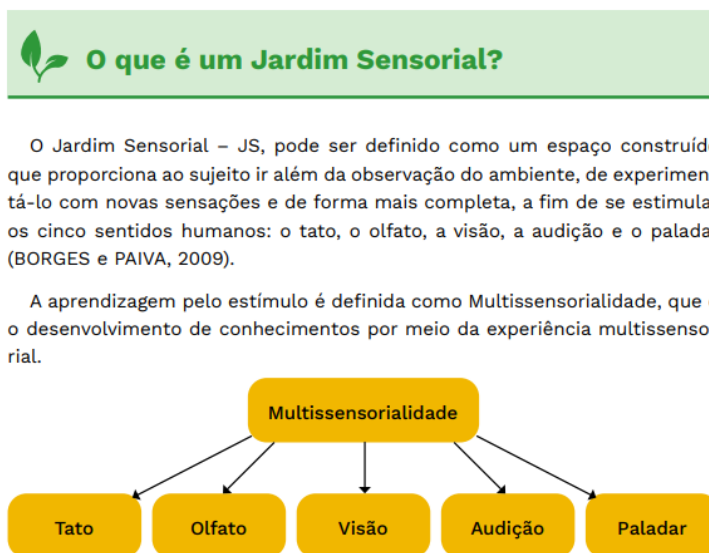 O que é um Jardim Sensorial?
O Jardim Sensorial – JS, pode ser definido como um espaço construíd
que proporciona ao sujeito ir além da observação do ambiente, de experimen
tá-lo com novas sensações e de forma mais completa, a fim de se estimula
os cinco sentidos humanos: o tato, o olfato, a visão, a audição e o palada
(BORGES e PAIVA, 2009).
A aprendizagem pelo estímulo é definida como Multissensorialidade, que
o desenvolvimento de conhecimentos por meio da experiência multissenso
rial.
Multissensorialidade
Tato Olfato Visão Audição Paladar